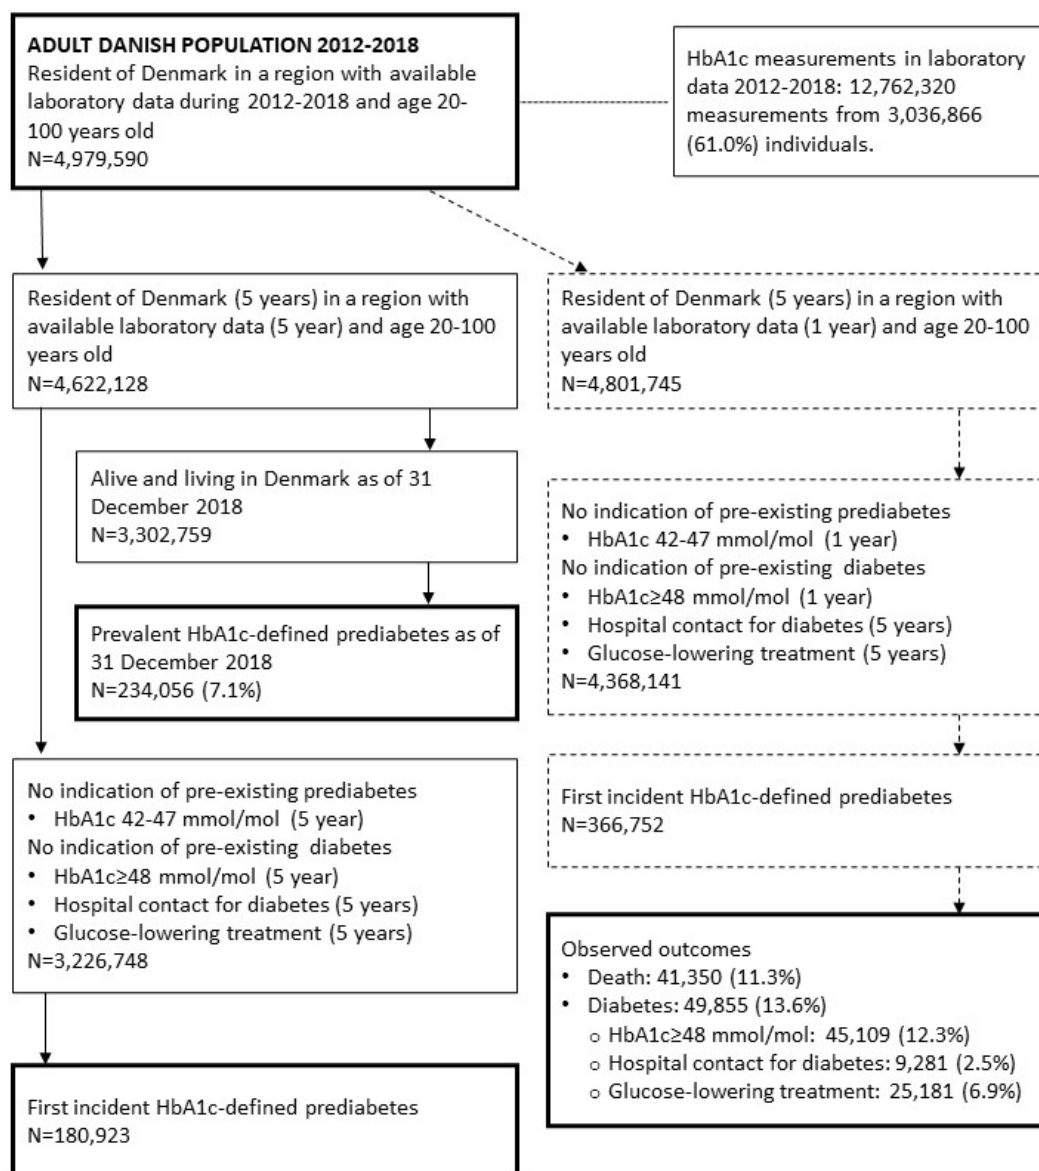 ADULT DANISH POPULATION 2012-2018
Resident of Denmark in a region with available
laboratory data during 2012-2018 and age 20-
100 years old
N=4,979,590
HbA1c measurements in laboratory
data 2012-2018: 12,762,320
measurements from 3,036,866
(61.0%) individuals.
Resident of Denmark (5 years) in a region with
available laboratory data (5 year) and age 20-100
years old
N=4,622,128
Resident of Denmark (5 years) in a region with
available laboratory data (1 year) and age 20-100
years old
N=4,801,745
Alive and living in Denmark as of 31
December 2018
N=3,302,759
Prevalent HbA1c-defined prediabetes as of
31 December 2018
N=234,056 (7.1%)
No indication of pre-existing prediabetes
• HbA1c 42-47 mmol/mol (1 year)
No indication of pre-existing diabetes
• HbA1c≥48 mmol/mol (1 year)
• Hospital contact for diabetes (5 years)
• Glucose-lowering treatment (5 years)
N=4,368,141
No indication of pre-existing prediabetes
• HbA1c 42-47 mmol/mol (5 year)
No indication of pre-existing diabetes
• HbA1c≥48 mmol/mol (5 year)
• Hospital contact for diabetes (5 years)
• Glucose-lowering treatment (5 years)
N=3,226,748
First incident HbA1c-defined prediabetes
N=366,752
Observed outcomes
• Death: 41,350 (11.3%)
• Diabetes: 49,855 (13.6%)
o HbA1c≥48 mmol/mol: 45,109 (12.3%)
o Hospital contact for diabetes: 9,281 (2.5%)
o Glucose-lowering treatment: 25,181 (6.9%)
First incident HbA1c-defined prediabetes
N=180,923